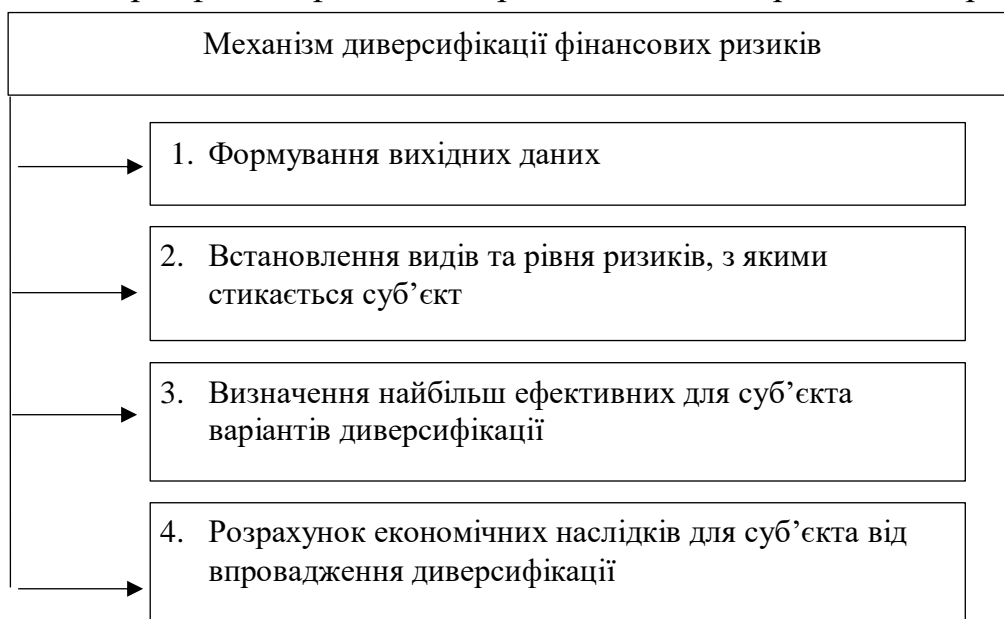 Механізм диверсифікації фінансових ризиків
1. Формування вихідних даних
2. Встановлення видів та рівня ризиків, з якими
стикається суб’єкт
3. Визначення найбільш ефективних для суб’єкта
варіантів диверсифікації
4. Розрахунок економічних наслідків для суб’єкта від
впровадження диверсифікації